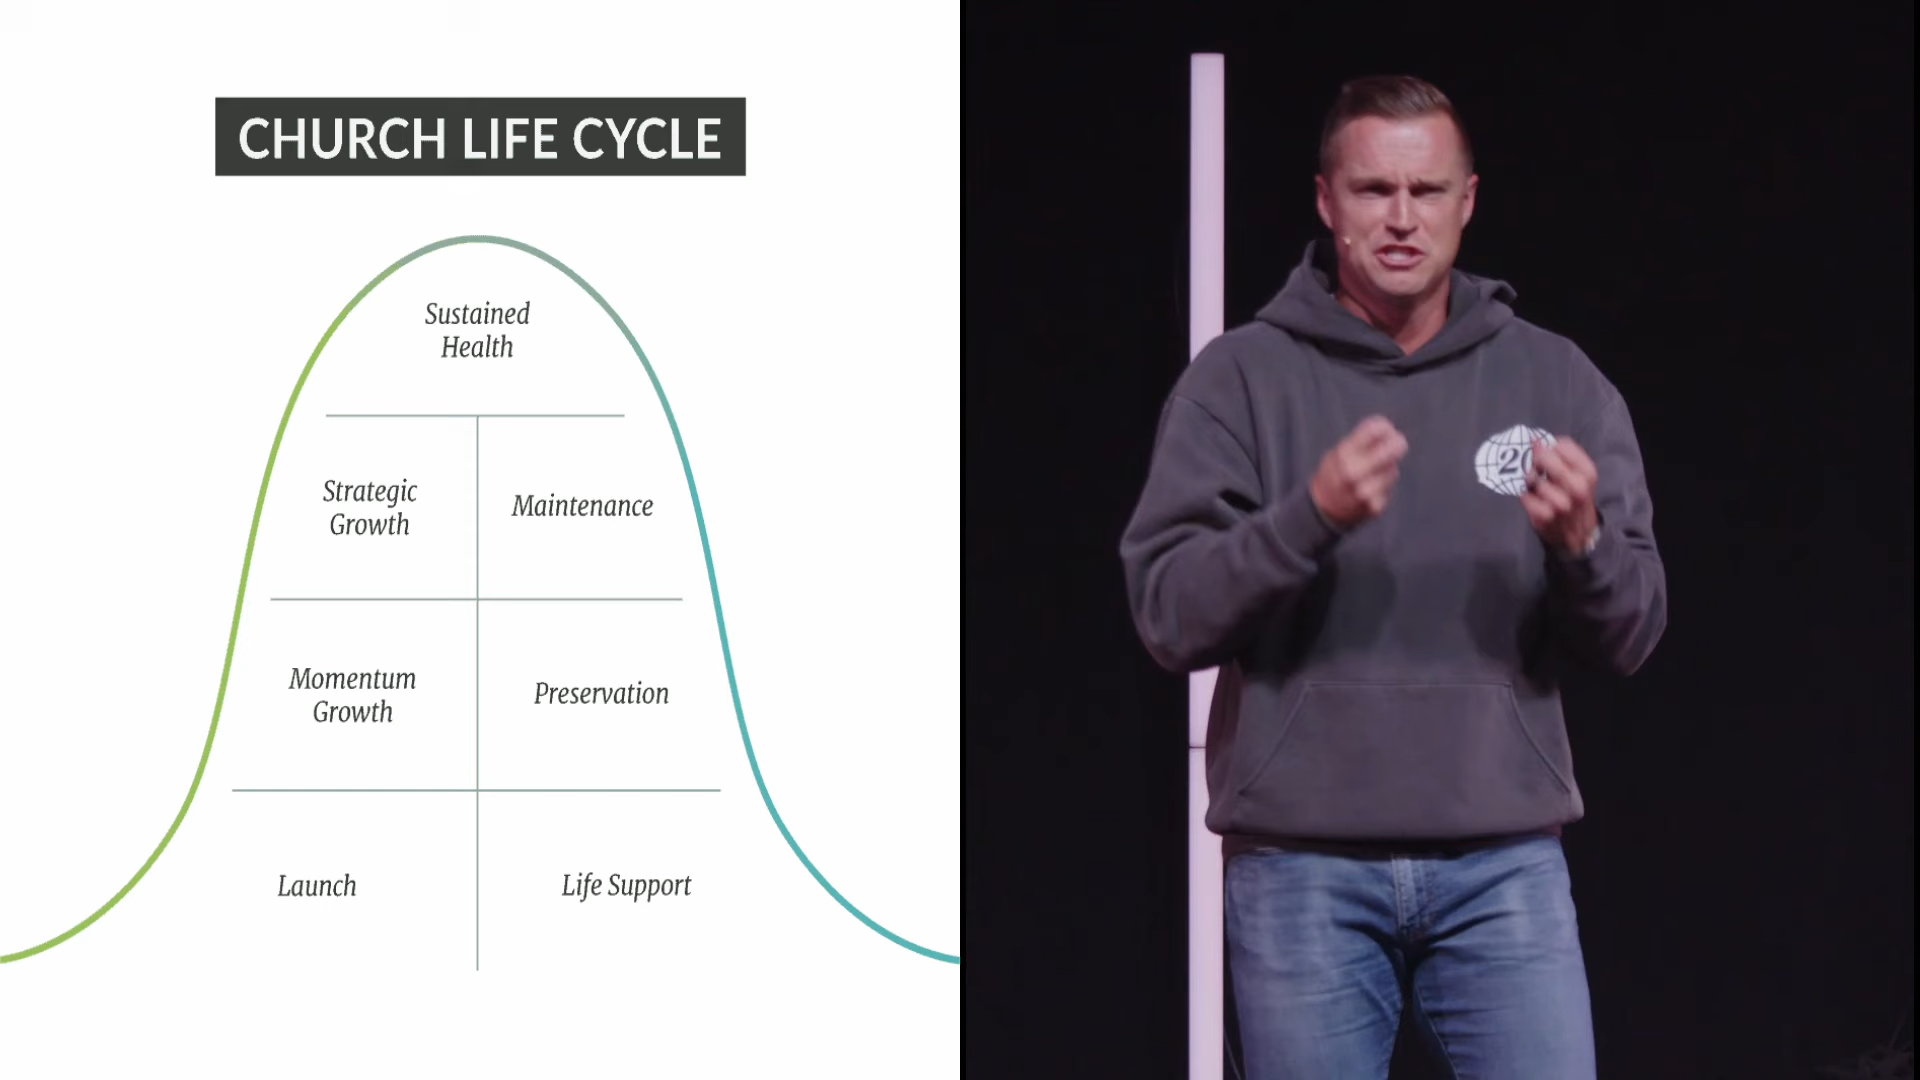 CHURCH LIFE CYCLE
Sustained
Health
Strategic
Growth
Maintenance
Momentum
Growth
Preservation
Launch
Life Support